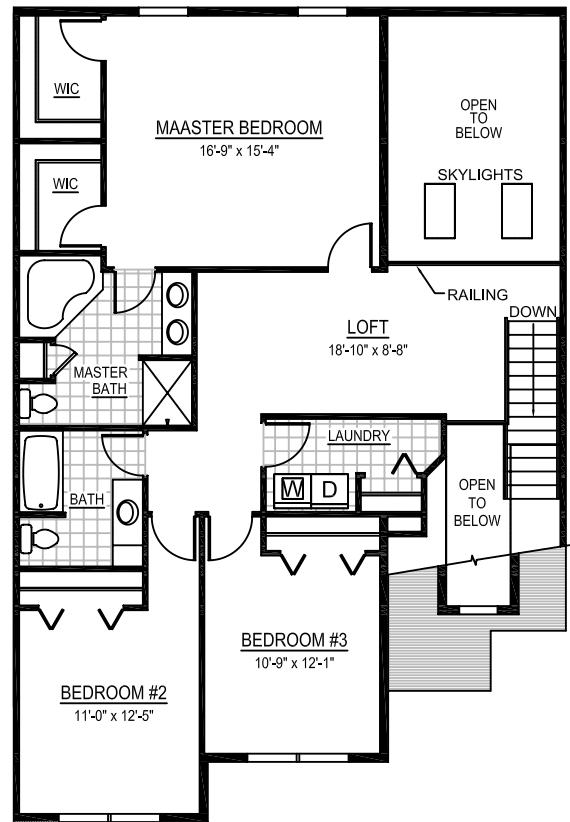 WIC
MAASTER BEDROOM
16'-9" x 15'-4"
OPEN
TO
BELOW
SKYLIGHTS
WIC
RAILING
DOWN
LOFT
18'-10" x 8'-8"
MASTER
BATH
LAUNDRY
W D
BATH
OPEN
TO
BELOW
BEDROOM #3
10'-9" x 12'-1"
BEDROOM #2
11'-0" x 12'-5"